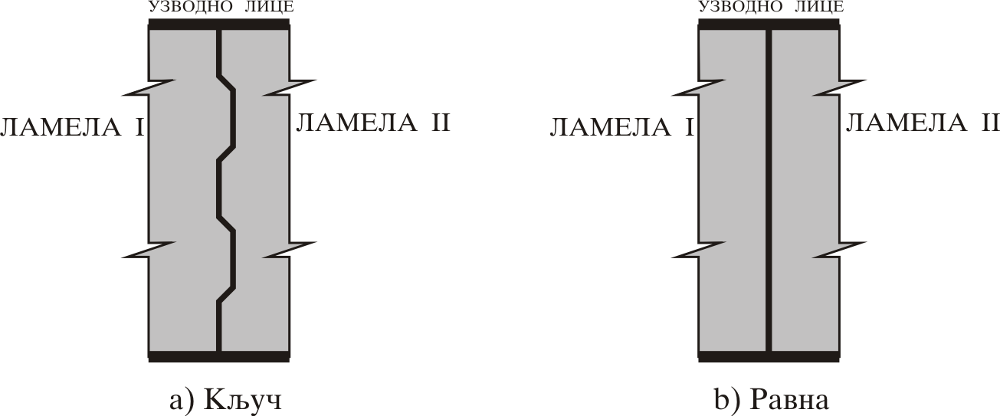 УЗВОДНО ЛИЦЕ
УЗВОДНО ЛИЦЕ
ЛАМЕЛА I
ЛАМЕЛА II
ЛАМЕЛА I
ЛАМЕЛА II
a) Кључ
b) Равна